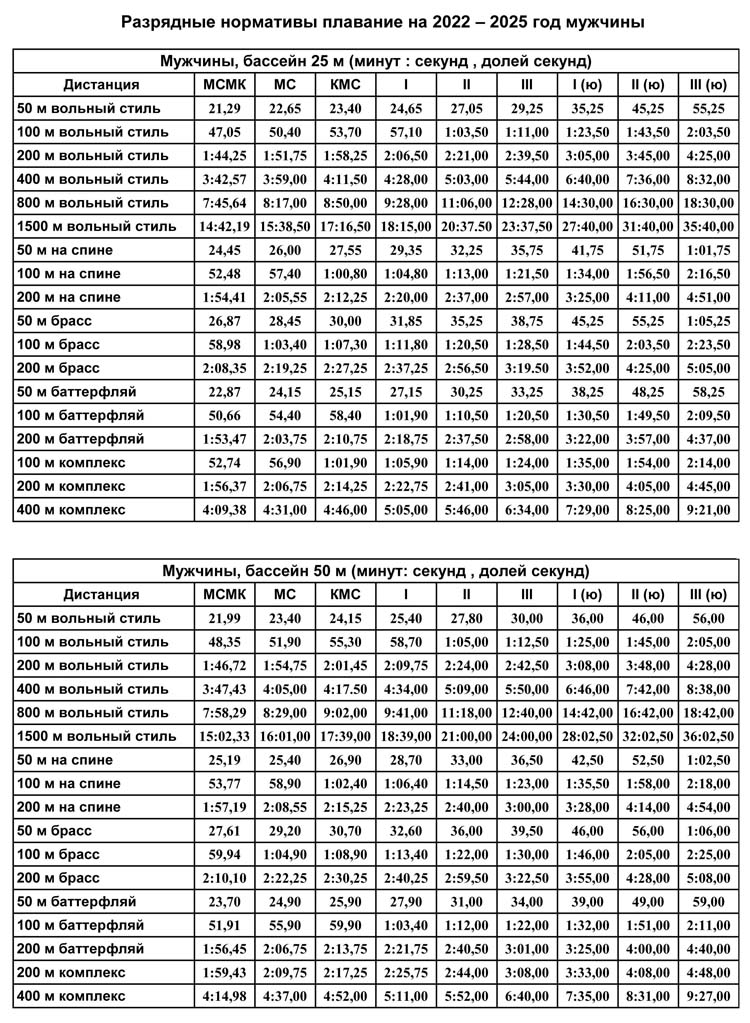 Разрядные нормативы плавание на 2022 – 2025 год мужчины
Мужчины, бассейн 25 м (минут : секунд , долей секунд)
Дистанция МСМК МС КМС I II III I (ю) II (ю) III (ю)
50 м вольный стиль 21,29 22,65 23,40 24,65 27,05 29,25 35,25 45,25 55,25
100 м вольный стиль 47,05 50,40 53,70 57,10 1:03,50 1:11,00 1:23,50 1:43,50 2:03,50
200 м вольный стиль 1:44,25 1:51,75 1:58,25 2:06,50 2:21,00 2:39,50 3:05,00 3:45,00 4:25,00
400 м вольный стиль 3:42,57 3:59,00 4:11,50 4:28,00 5:03,00 5:44,00 6:40,00 7:36,00 8:32,00
800 м вольный стиль 7:45,64 8:17,00 8:50,00 9:28,00 11:06,00 12:28,00 14:30,00 16:30,00 18:30,00
1500 м вольный стиль 14:42,19 15:38,50 17:16,50 18:15,00 20:37.50 23:37,50 27:40,00 31:40,00 35:40,00
50 м на спине 24,45 26,00 27,55 29,35 32,25 35,75 41,75 51,75 1:01,75
100 м на спине 52,48 57,40 1:00,80 1:04,80 1:13,00 1:21,50 1:34,00 1:56,50 2:16,50
200 м на спине 1:54,41 2:05,55 2:12,25 2:20,00 2:37,00 2:57,00 3:25,00 4:11,00 4:51,00
50 м брасс 26,87 28,45 30,00 31,85 35,25 38,75 45,25 55,25 1:05,25
100 м брасс 58,98 1:03,40 1:07,30 1:11,80 1:20,50 1:28,50 1:44,50 2:03,50 2:23,50
200 м брасс 2:08,35 2:19,25 2:27,25 2:37,25 2:56,50 3:19.50 3:52,00 4:25,00 5:05,00
50 м баттерфляй 22,87 24,15 25,15 27,15 30,25 33,25 38,25 48,25 58,25
100 м баттерфляй 50,66 54,40 58,40 1:01,90 1:10,50 1:20,50 1:30,50 1:49,50 2:09,50
200 м баттерфляй 1:53,47 2:03,75 2:10,75 2:18,75 2:37,50 2:58,00 3:22,00 3:57,00 4:37,00
100 м комплекс 52,74 56,90 1:01,90 1:05,90 1:14,00 1:24,00 1:35,00 1:54,00 2:14,00
200 м комплекс 1:56,37 2:06,75 2:14,25 2:22,75 2:41,00 3:05,00 3:30,00 4:05,00 4:45,00
400 м комплекс 4:09,38 4:31,00 4:46,00 5:05,00 5:46,00 6:34,00 7:29,00 8:25,00 9:21,00
Мужчины, бассейн 50 м (минут: секунд , долей секунд)
Дистанция МСМК МС КМС I II III I (ю) II (ю) III (ю)
50 м вольный стиль 21,99 23,40 24,15 25,40 27,80 30,00 36,00 46,00 56,00
100 м вольный стиль 48,35 51,90 55,30 58,70 1:05,00 1:12,50 1:25,00 1:45,00 2:05,00
200 м вольный стиль 1:46,72 1:54,75 2:01,45 2:09,75 2:24,00 2:42,50 3:08,00 3:48,00 4:28,00
400 м вольный стиль 3:47,43 4:05,00 4:17.50 4:34,00 5:09,00 5:50,00 6:46,00 7:42,00 8:38,00
800 м вольный стиль 7:58,29 8:29,00 9:02,00 9:41,00 11:18,00 12:40,00 14:42,00 16:42,00 18:42,00
1500 м вольный стиль 15:02,33 16:01,00 17:39,00 18:39,00 21:00,00 24:00,00 28:02,50 32:02,50 36:02,50
50 м на спине 25,19 25,40 26,90 28,70 33,00 36,50 42,50 52,50 1:02,50
100 м на спине 53,77 58,90 1:02,40 1:06,40 1:14,50 1:23,00 1:35,50 1:58,00 2:18,00
200 м на спине 1:57,19 2:08,55 2:15,25 2:23,25 2:40,00 3:00,00 3:28,00 4:14,00 4:54,00
50 м брасс 27,61 29,20 30,70 32,60 36,00 39,50 46,00 56,00 1:06,00
100 м брасс 59,94 1:04,90 1:08,90 1:13,40 1:22,00 1:30,00 1:46,00 2:05,00 2:25,00
200 м брасс 2:10,10 2:22,25 2:30,25 2:40,25 2:59,50 3:22,50 3:55,00 4:28,00 5:08,00
50 м баттерфляй 23,70 24,90 25,90 27,90 31,00 34,00 39,00 49,00 59,00
100 м баттерфляй 51,91 55,90 59,90 1:03,40 1:12,00 1:22,00 1:32,00 1:51,00 2:11,00
200 м баттерфляй 1:56,45 2:06,75 2:13,75 2:21,75 2:40,50 3:01,00 3:25,00 4:00,00 4:40,00
200 м комплекс 1:59,43 2:09,75 2:17,25 2:25,75 2:44,00 3:08,00 3:33,00 4:08,00 4:48,00
400 м комплекс 4:14,98 4:37,00 4:52,00 5:11,00 5:52,00 6:40,00 7:35,00 8:31,00 9:27,00